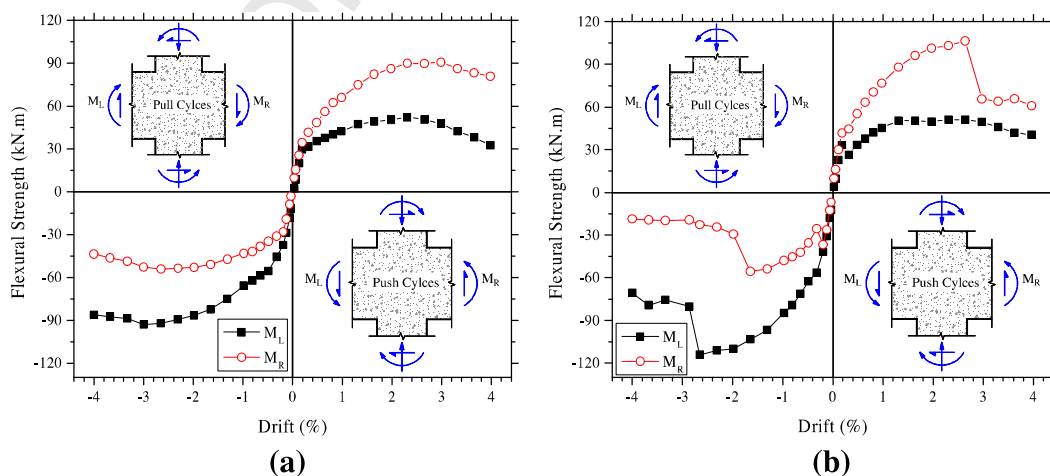 120
90
60
30
0
-30
-60
-90
-120
Flexural Strength (kN.m)
-4 -3 -2 -1 0 1 2 3 4
Drift (%)
M_L
Pull Cylces
M_R
M_L
Push Cylces
M_R
M_L
M_R
(a)
120
90
60
30
0
-30
-60
-90
-120
Flexural Strength (kN.m)
-4 -3 -2 -1 0 1 2 3 4
Drift (%)
M_L
Pull Cylces
M_R
M_L
Push Cylces
M_R
M_L
M_R
(b)